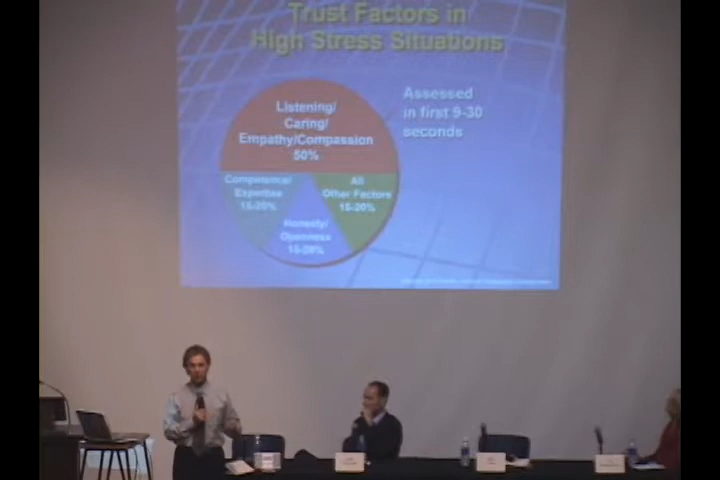 Trust Factors in
High Stress Situations
Assessed
in first 9-30
seconds
Listening/
Caring/
Empathy/Compassion
50%
Competence/
Expertise
15-20%
All
Other Factors
15-20%
Honesty/
Openness
15-20%